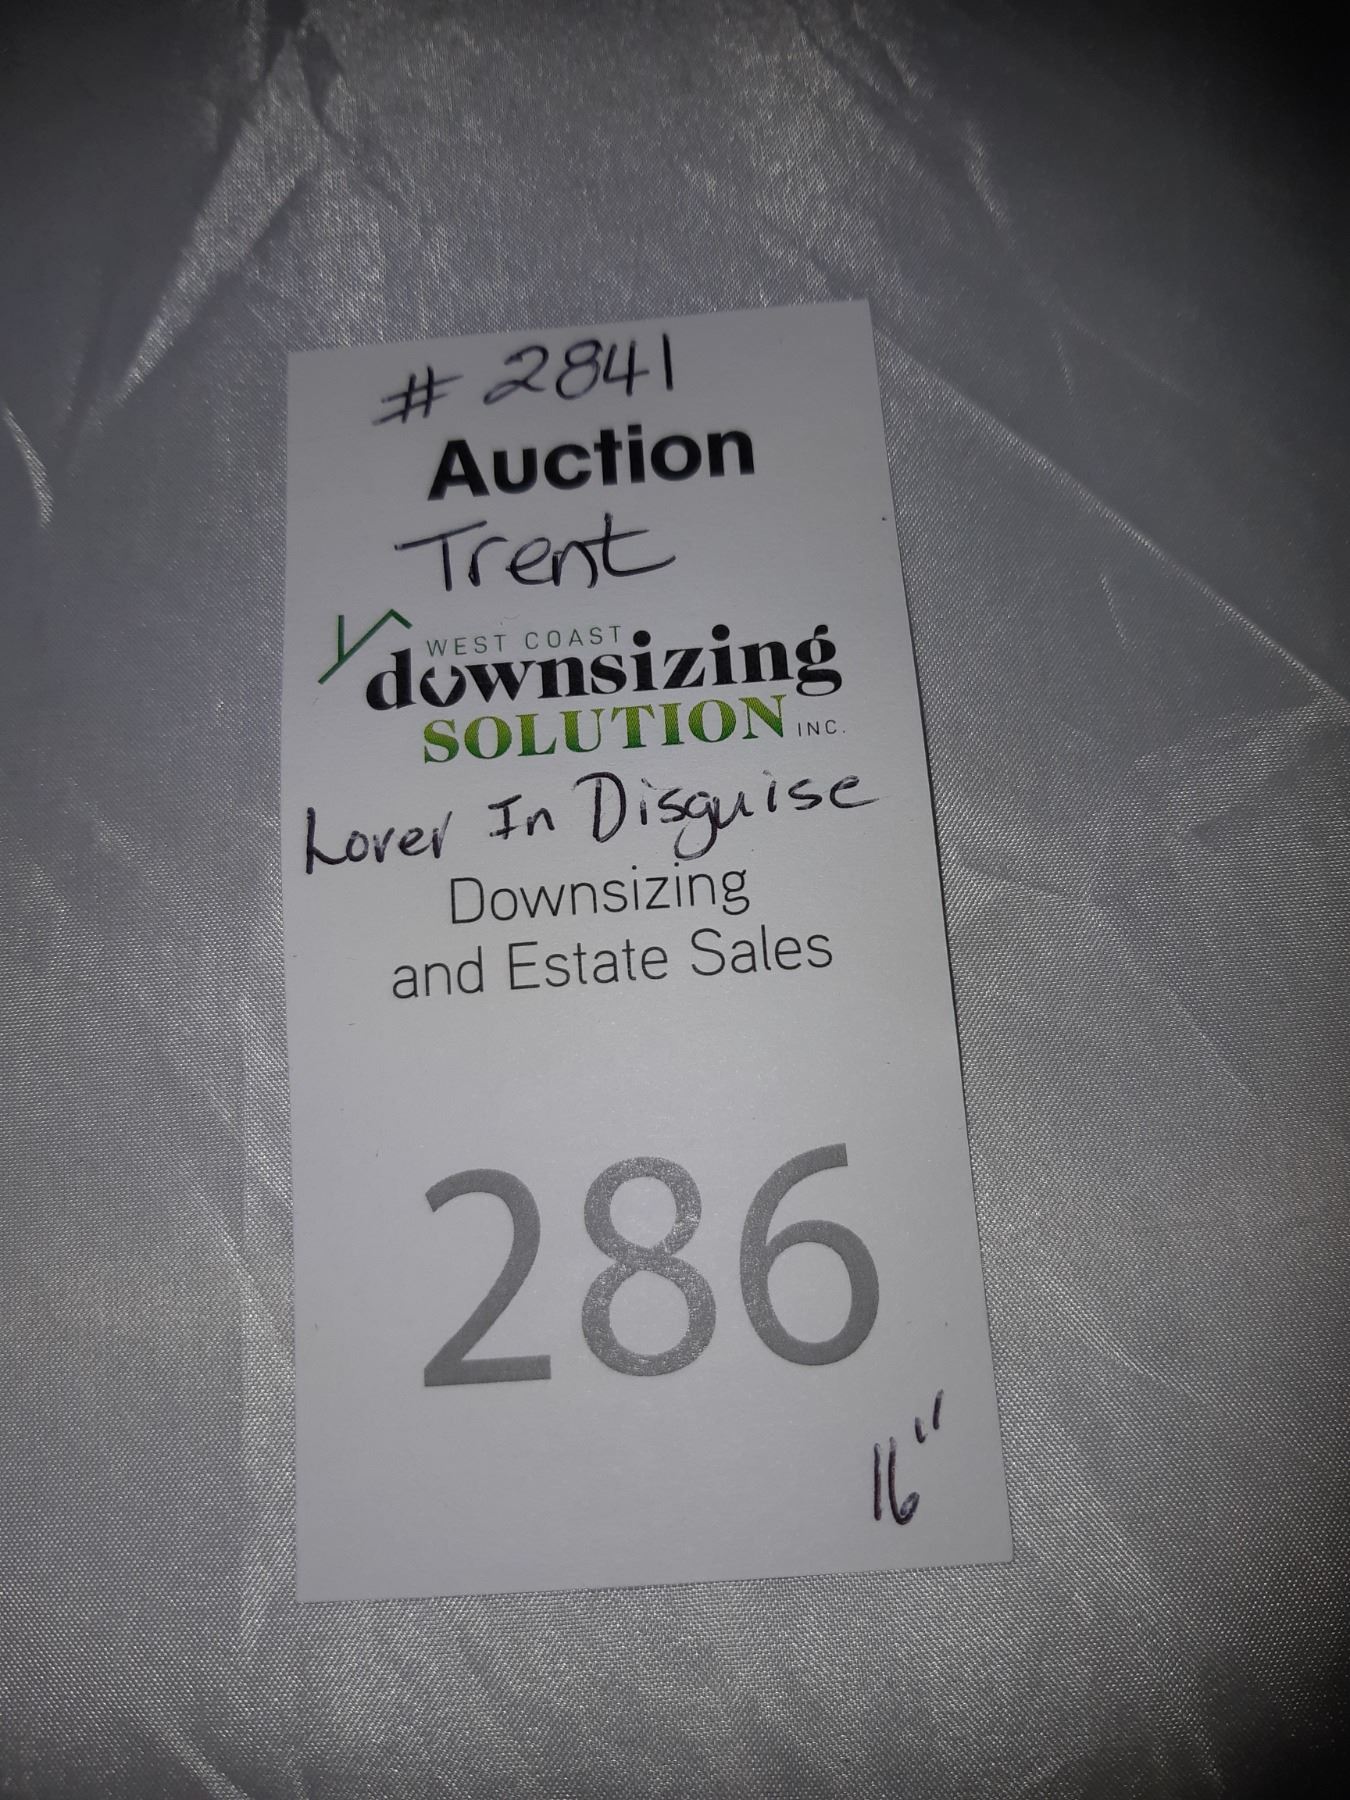 # 2841
Auction
Trent
WEST COAST
downsizing
SOLUTION INC.
Lover In Disguise
Downsizing
and Estate Sales
286
16"